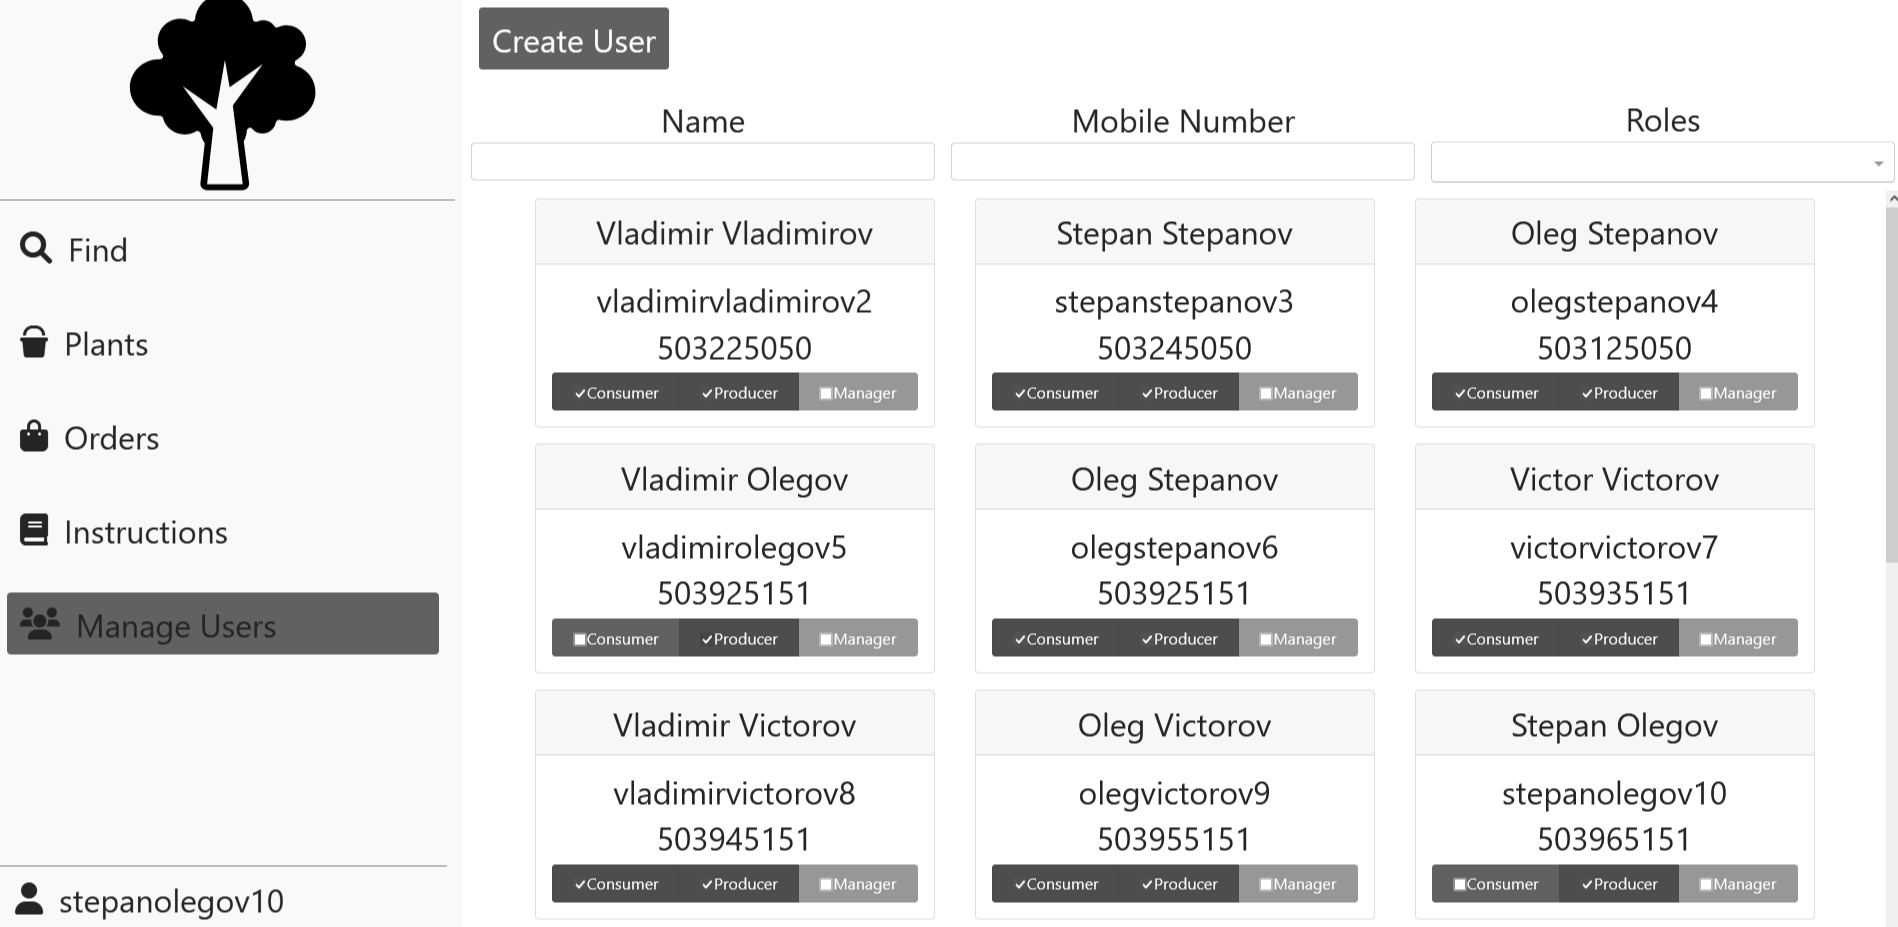 Create User
Name
Mobile Number
Roles
Find
Plants
Orders
Instructions
Manage Users
stepanolegov10
Vladimir Vladimirov
vladimirvladimirov2
503225050
Consumer Producer Manager
Stepan Stepanov
stepanstepanov3
503245050
Consumer Producer Manager
Oleg Stepanov
olegstepanov4
503125050
Consumer Producer Manager
Vladimir Olegov
vladimirolegov5
503925151
Consumer Producer Manager
Oleg Stepanov
olegstepanov6
503925151
Consumer Producer Manager
Victor Victorov
victorvictorov7
503935151
Consumer Producer Manager
Vladimir Victorov
vladimirvictorov8
503945151
Consumer Producer Manager
Oleg Victorov
olegvictorov9
503955151
Consumer Producer Manager
Stepan Olegov
stepanolegov10
503965151
Consumer Producer Manager